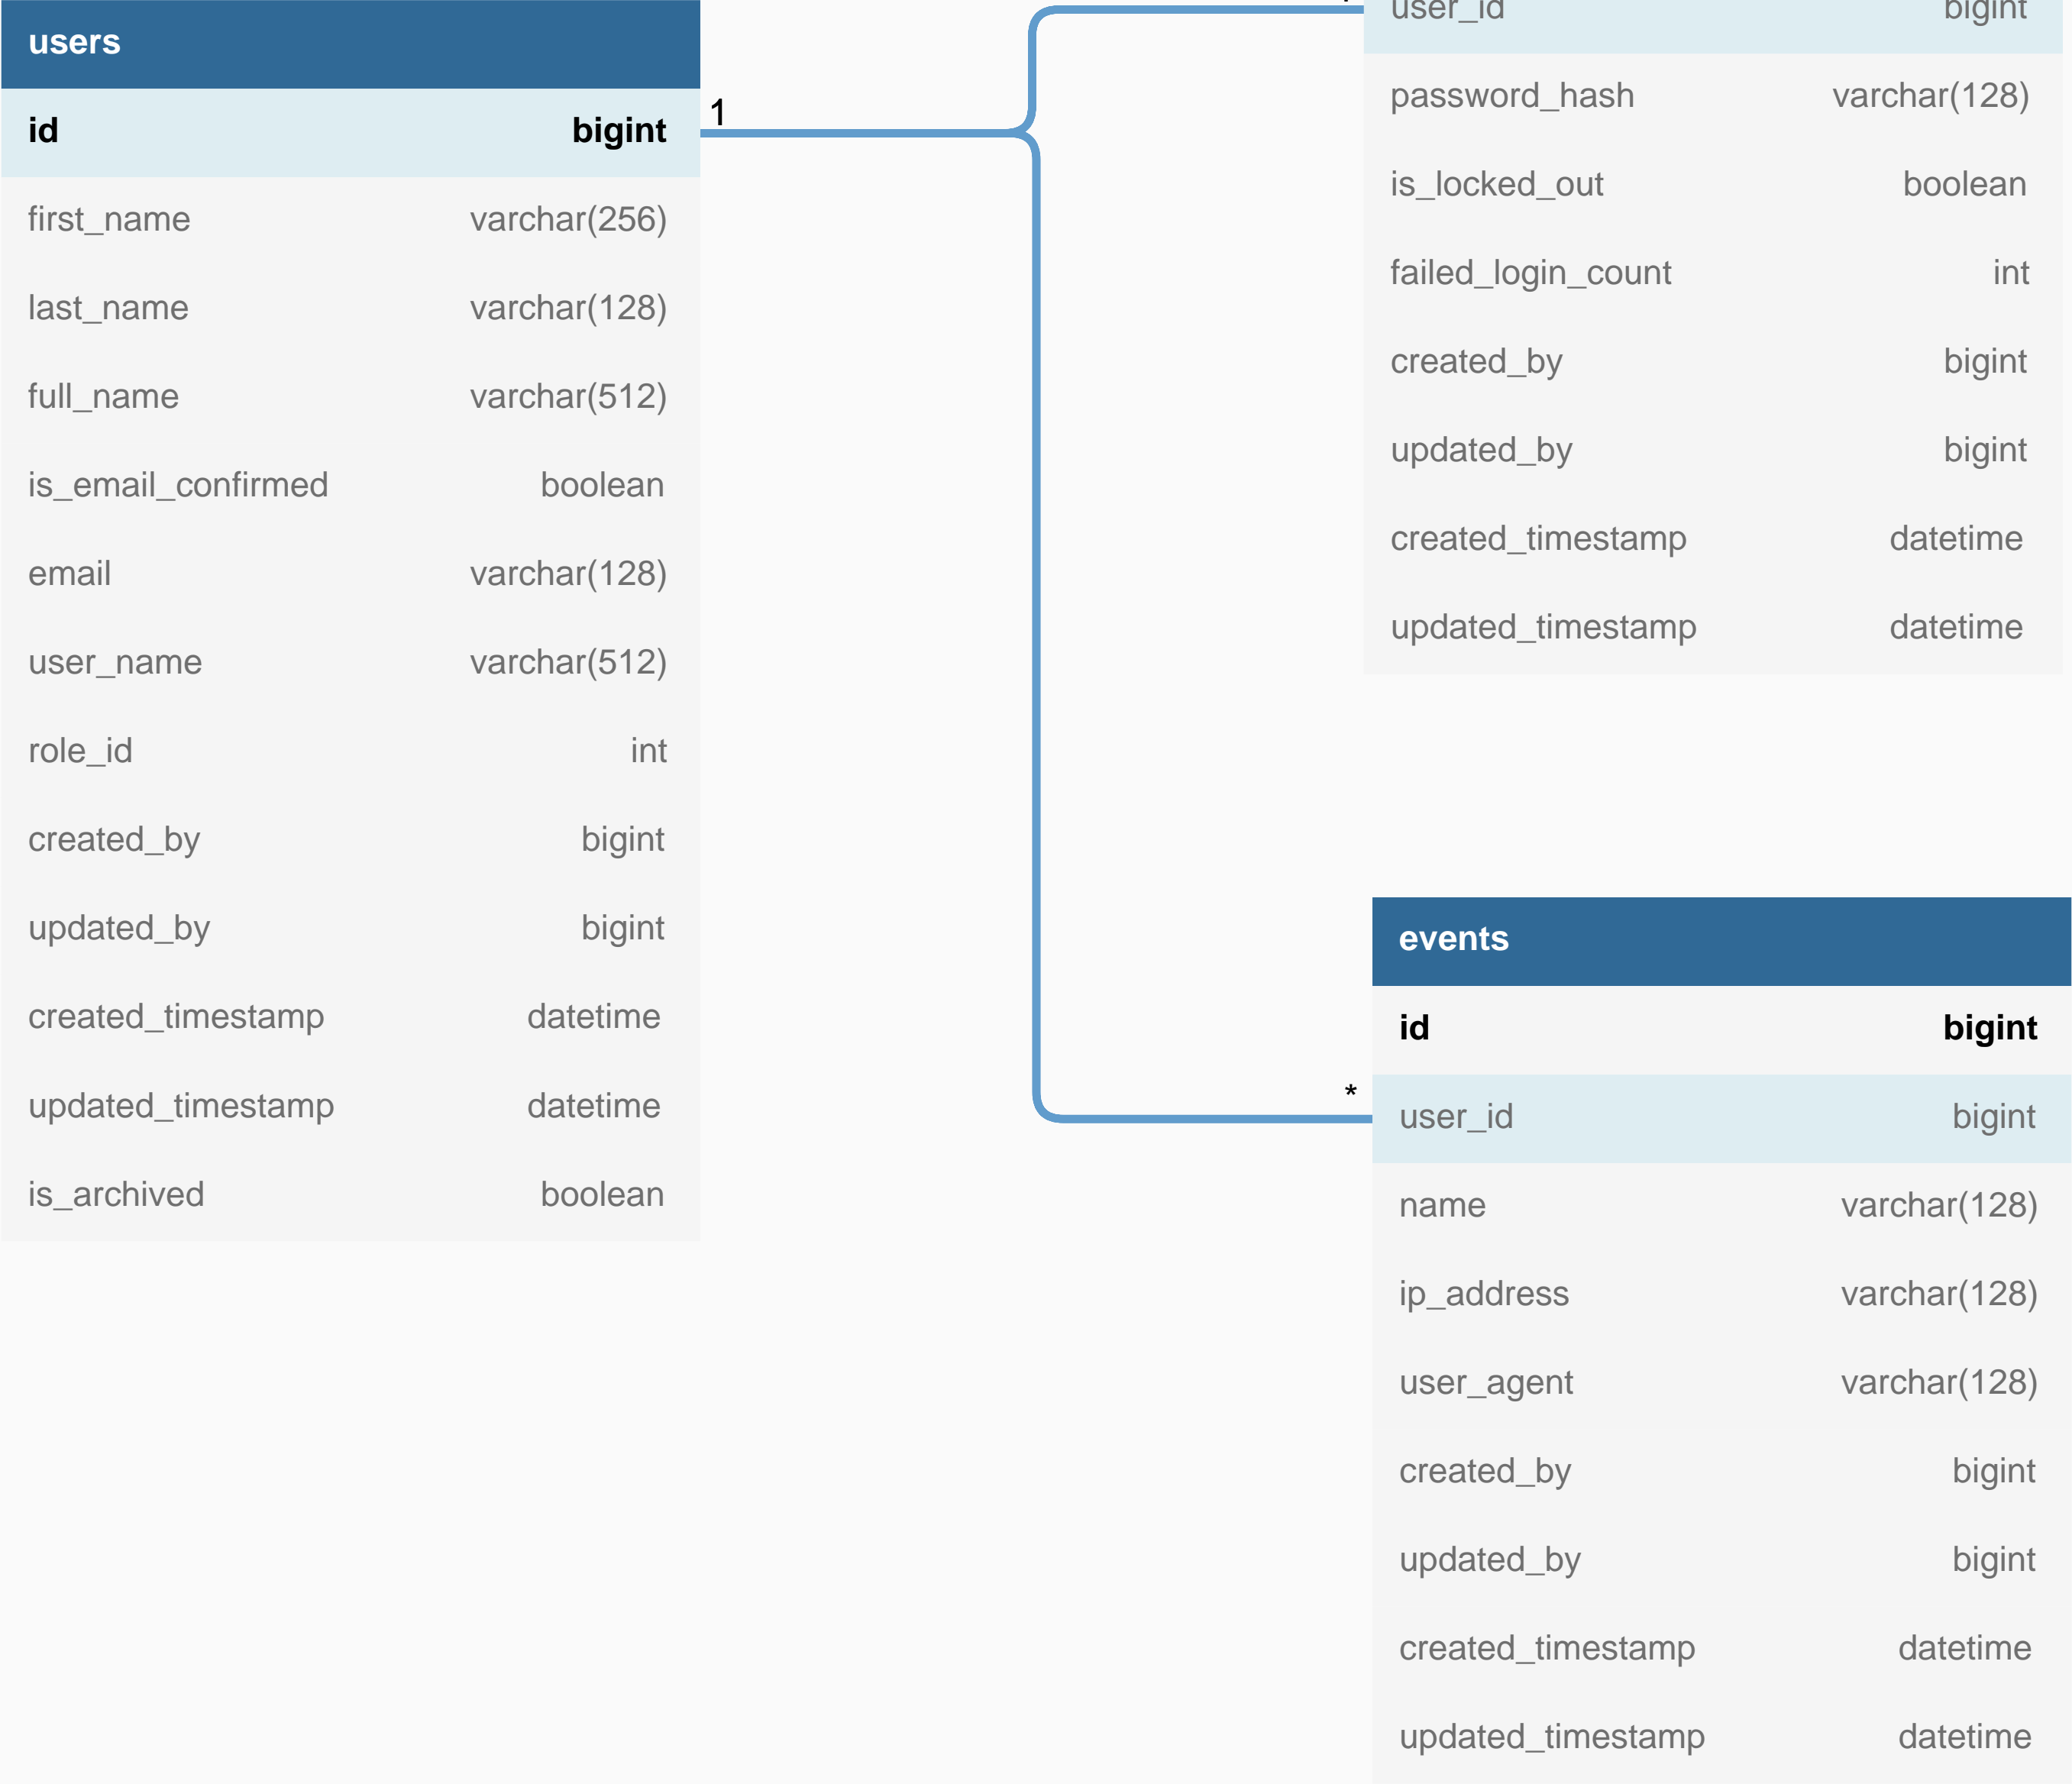 users
id bigint
first_name varchar(256)
last_name varchar(128)
full_name varchar(512)
is_email_confirmed boolean
email varchar(128)
user_name varchar(512)
role_id int
created_by bigint
updated_by bigint
created_timestamp datetime
updated_timestamp datetime
is_archived boolean
1
user_id bigint
password_hash varchar(128)
is_locked_out boolean
failed_login_count int
created_by bigint
updated_by bigint
created_timestamp datetime
updated_timestamp datetime
*
events
id bigint
user_id bigint
name varchar(128)
ip_address varchar(128)
user_agent varchar(128)
created_by bigint
updated_by bigint
created_timestamp datetime
updated_timestamp datetime